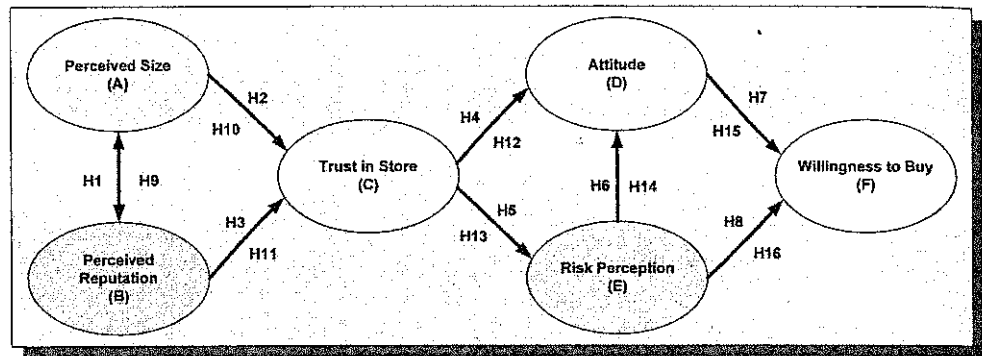 Perceived Size
(A)
Attitude
(D)
H2
H10
H4
H12
H7
H15
H1
H9
Trust in Store
(C)
H6
H14
Willingness to Buy
(F)
H3
H11
H5
H13
H8
H16
Perceived
Reputation
(B)
Risk Perception
(E)